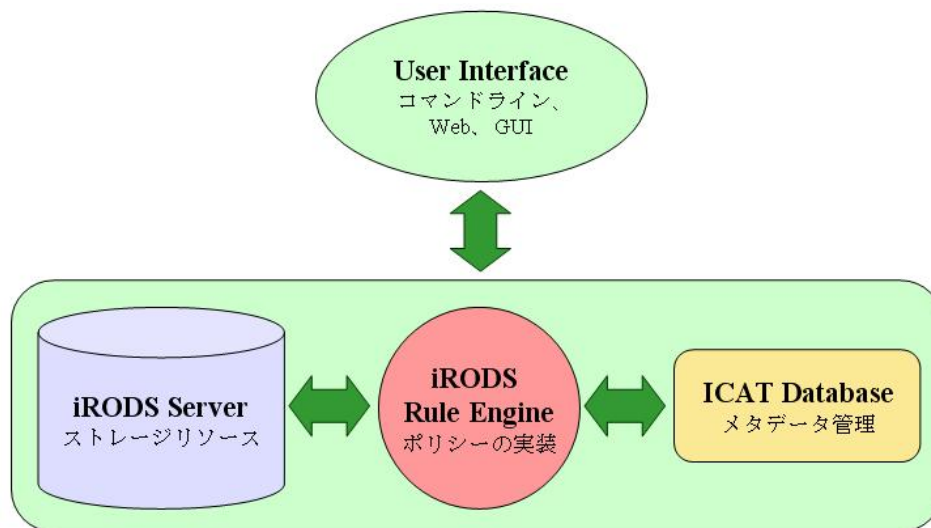 User Interface
コマンドライン、
Web、 GUI
iRODS Server
ストレージリソース
iRODS
Rule Engine
ポリシーの実装
ICAT Database
メタデータ管理